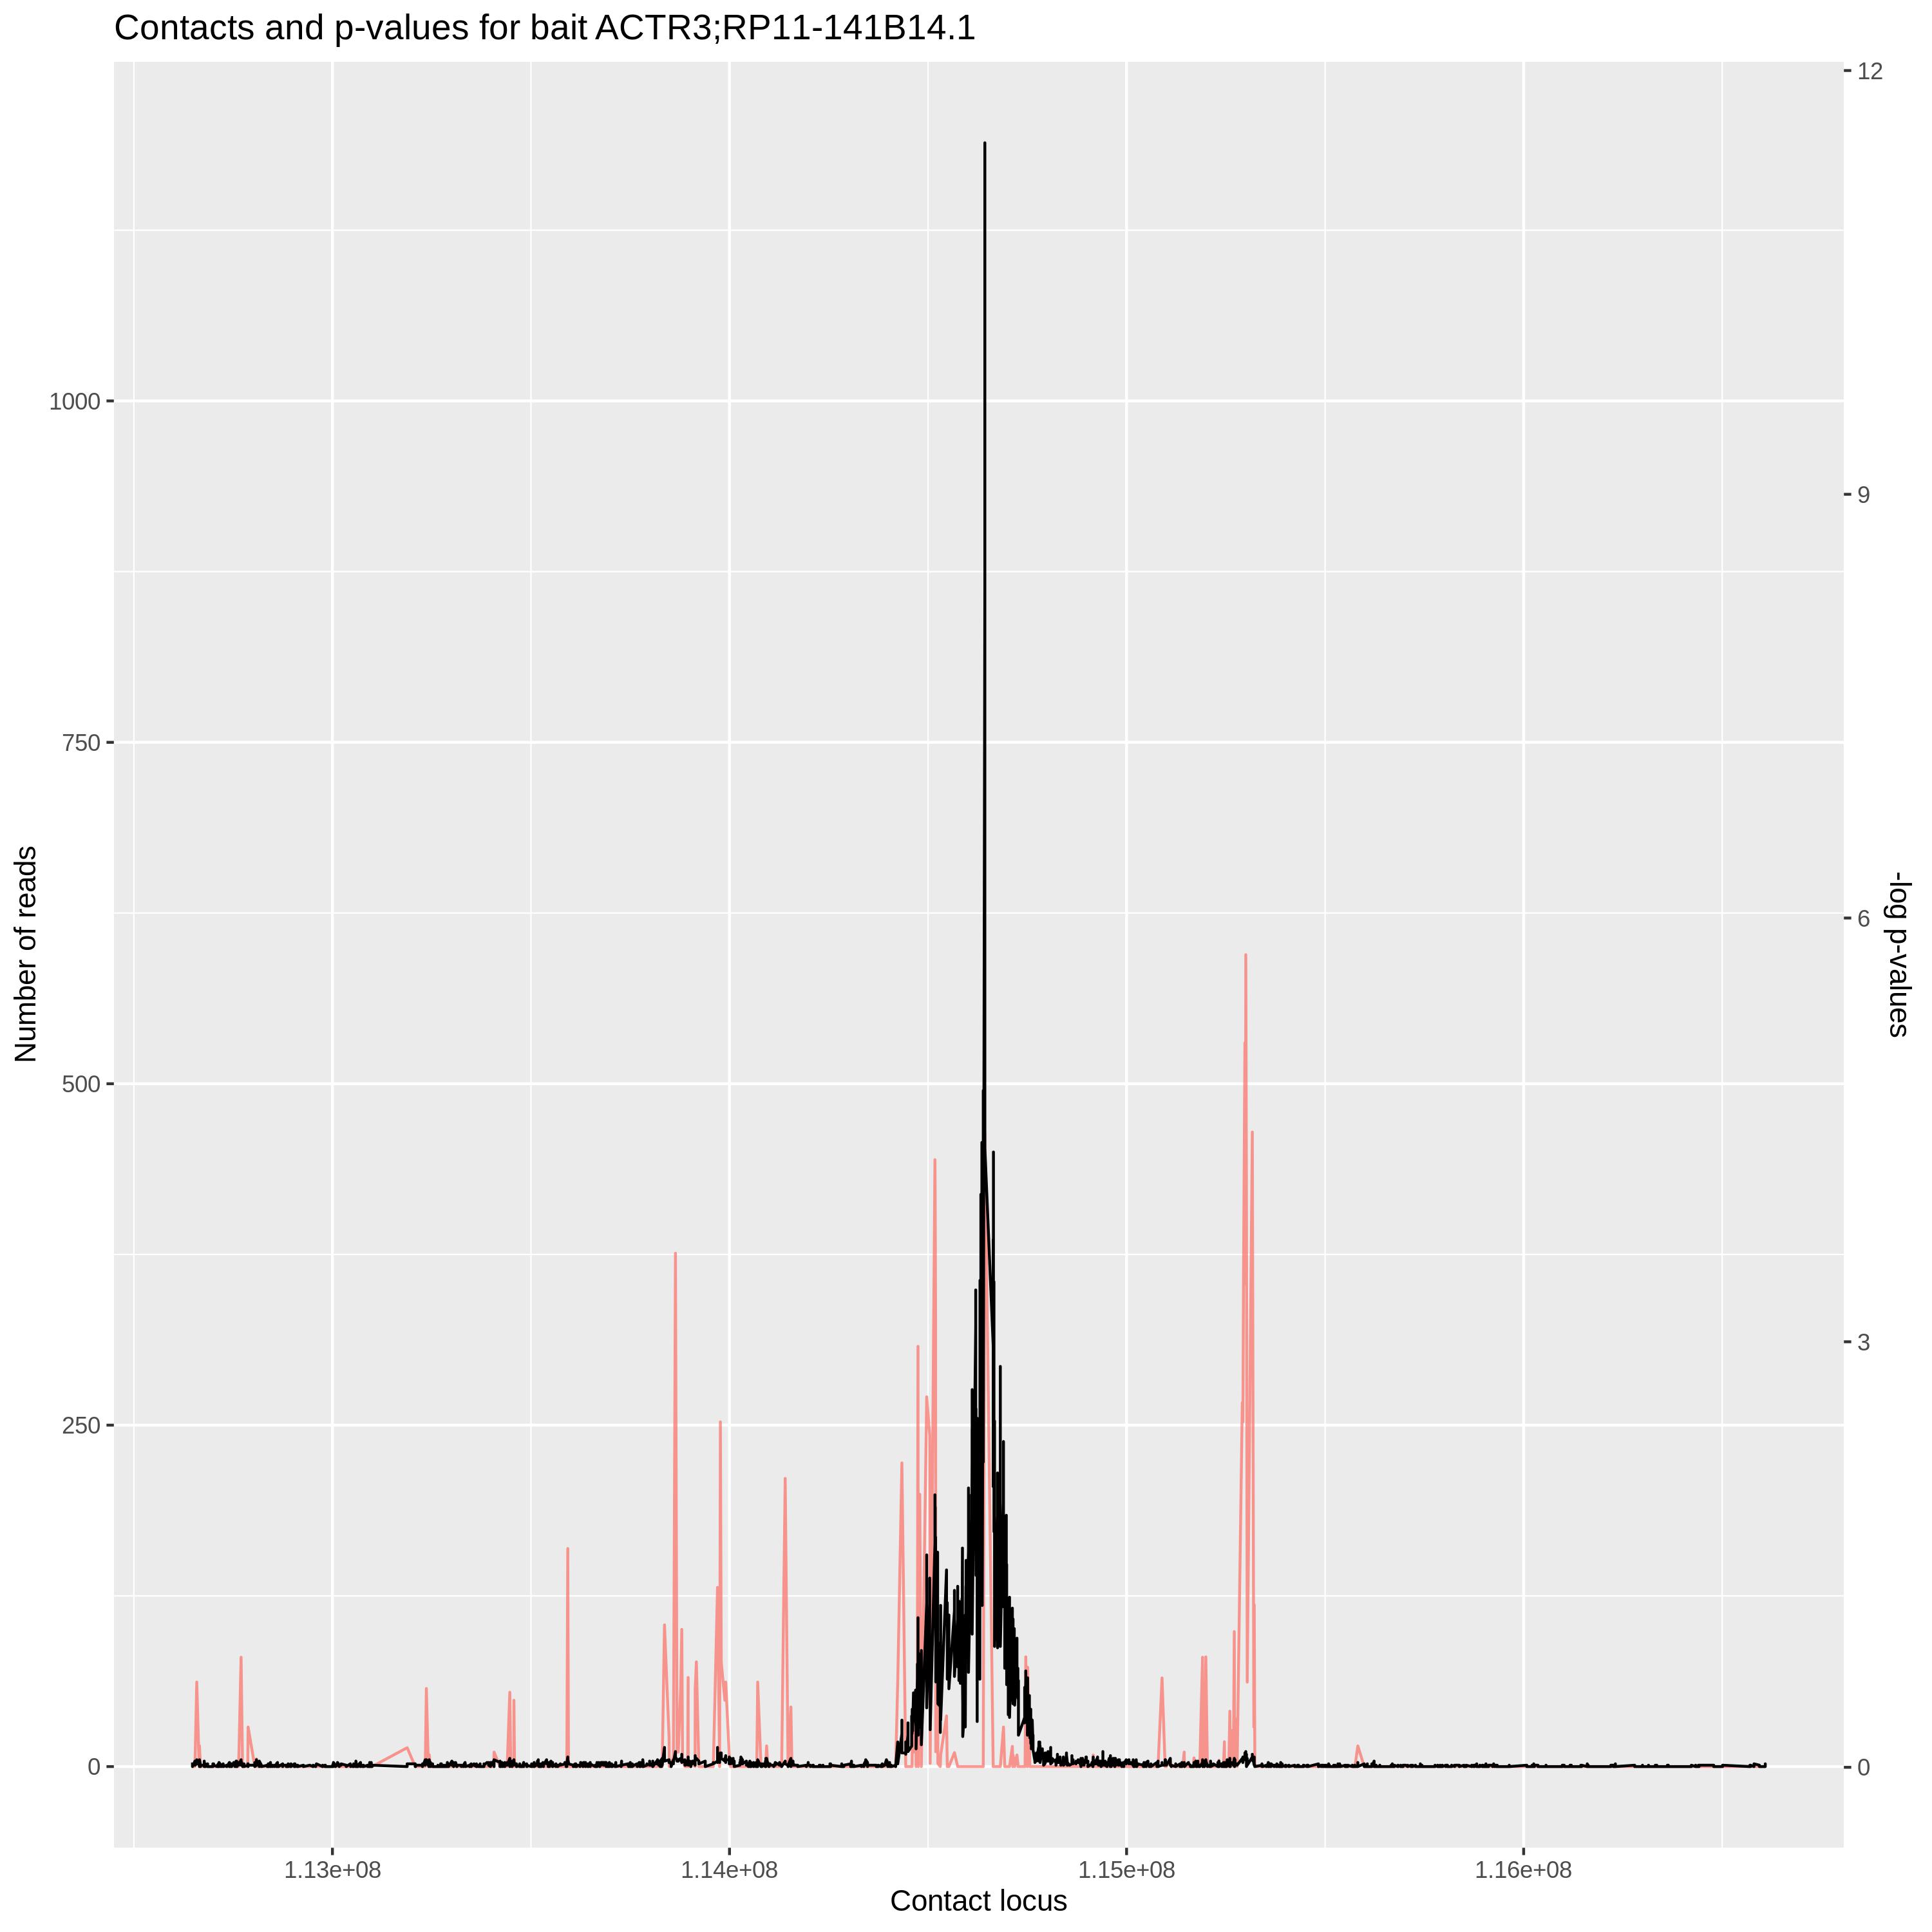 Contacts and p-values for bait ACTR3;RP11-141B14.1
12
9
6
3
0
1000
750
500
250
0
Number of reads
-log p-values
1.13e+08
1.14e+08
1.15e+08
1.16e+08
Contact locus